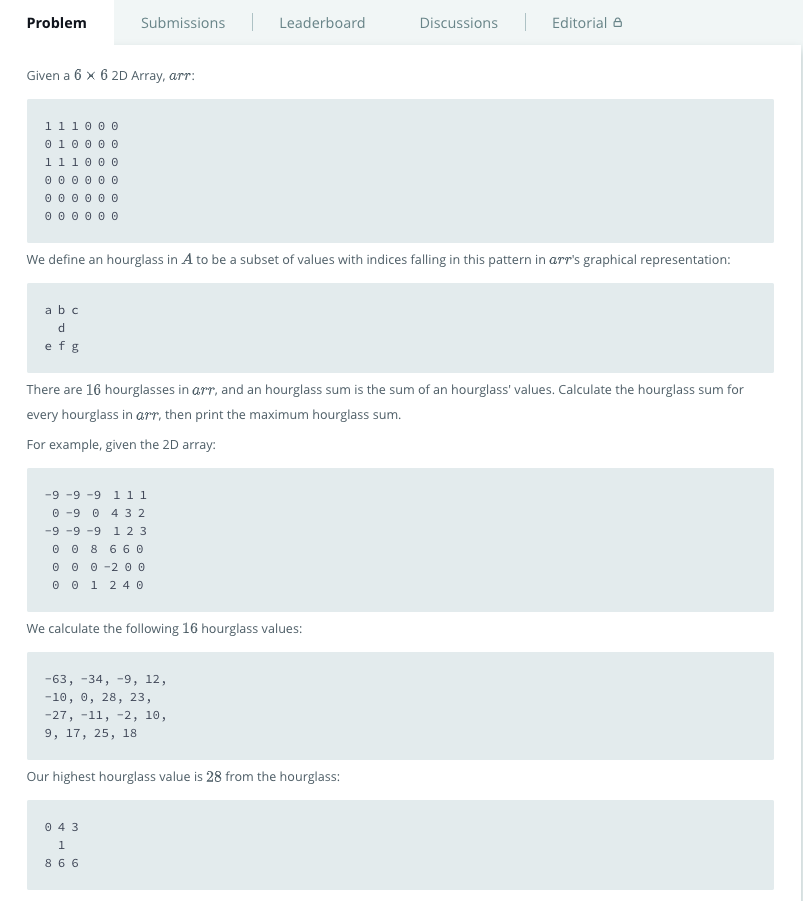 Problem Submissions Leaderboard Discussions Editorial
Given a 6 × 6 2D Array, arr:
1 1 1 0 0 0
0 1 0 0 0 0
1 1 1 0 0 0
0 0 0 0 0 0
0 0 0 0 0 0
0 0 0 0 0 0
We define an hourglass in A to be a subset of values with indices falling in this pattern in arr's graphical representation:
a b c
d
e f g
There are 16 hourglasses in arr, and an hourglass sum is the sum of an hourglass' values. Calculate the hourglass sum for
every hourglass in arr, then print the maximum hourglass sum.
For example, given the 2D array:
-9 -9 -9 1 1 1
0 -9 0 4 3 2
-9 -9 -9 1 2 3
0 0 8 6 6 0
0 0 0 -2 0 0
0 0 1 2 4 0
We calculate the following 16 hourglass values:
-63, -34, -9, 12,
-10, 0, 28, 23,
-27, -11, -2, 10,
9, 17, 25, 18
Our highest hourglass value is 28 from the hourglass:
0 4 3
1
8 6 6